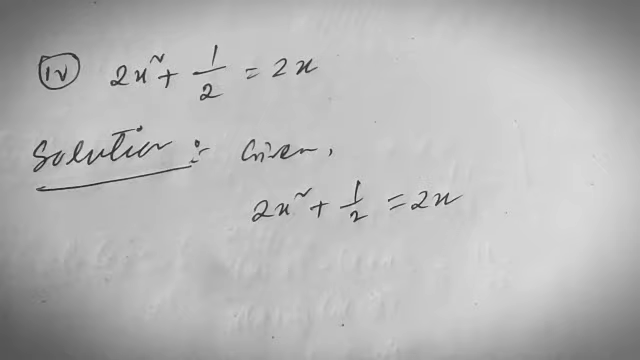 (iv) 2x² + 1/2 = 2x
Solution :- Given,
2x² + 1/2 = 2x